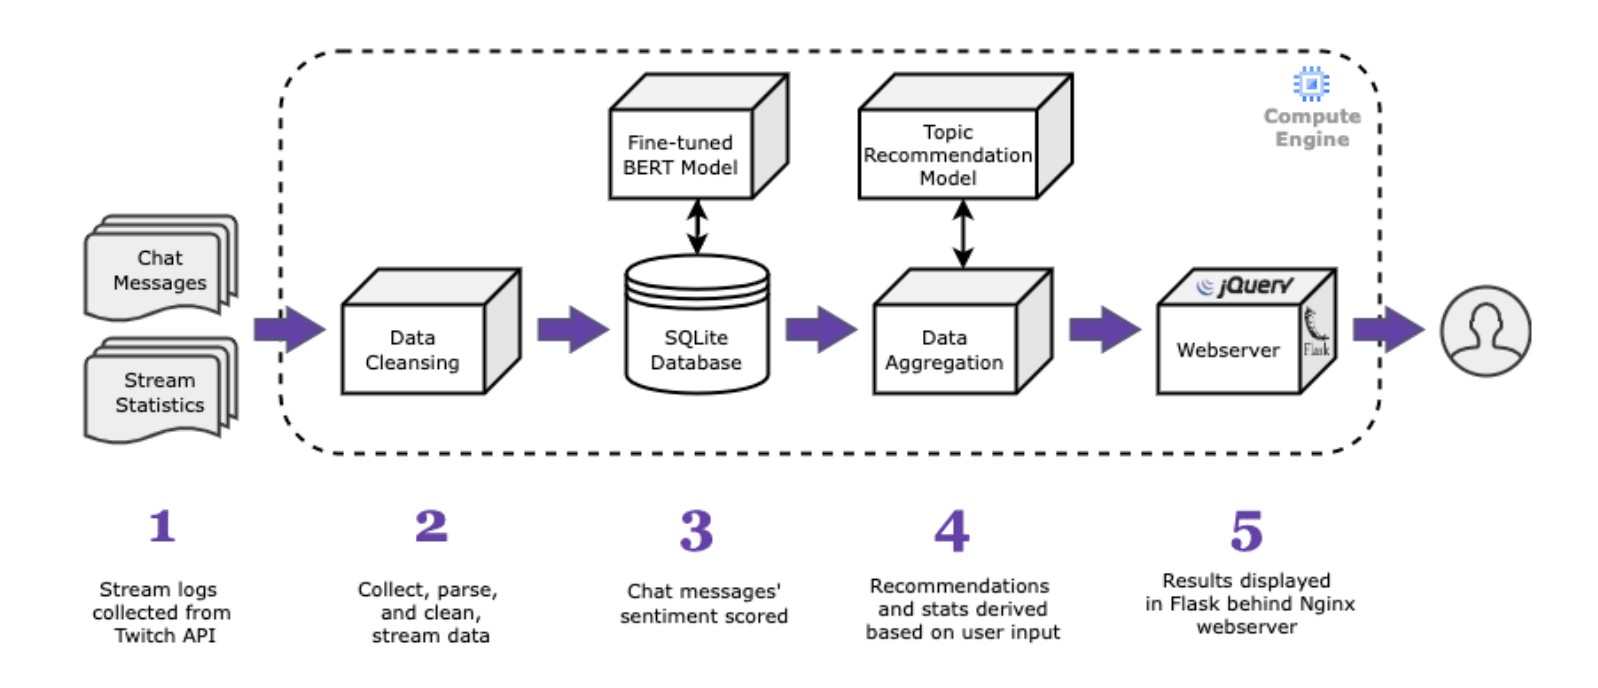 Compute
Engine
Fine-tuned
BERT Model
Topic
Recommendation
Model
Chat
Messages
Stream
Statistics
Data
Cleansing
SQLite
Database
Data
Aggregation
jQuery
Webserver
Flask
1
2
3
4
5
Stream logs
collected from
Twitch API
Collect, parse,
and clean,
stream data
Chat messages'
sentiment scored
Recommendations
and stats derived
based on user input
Results displayed
in Flask behind Nginx
webserver